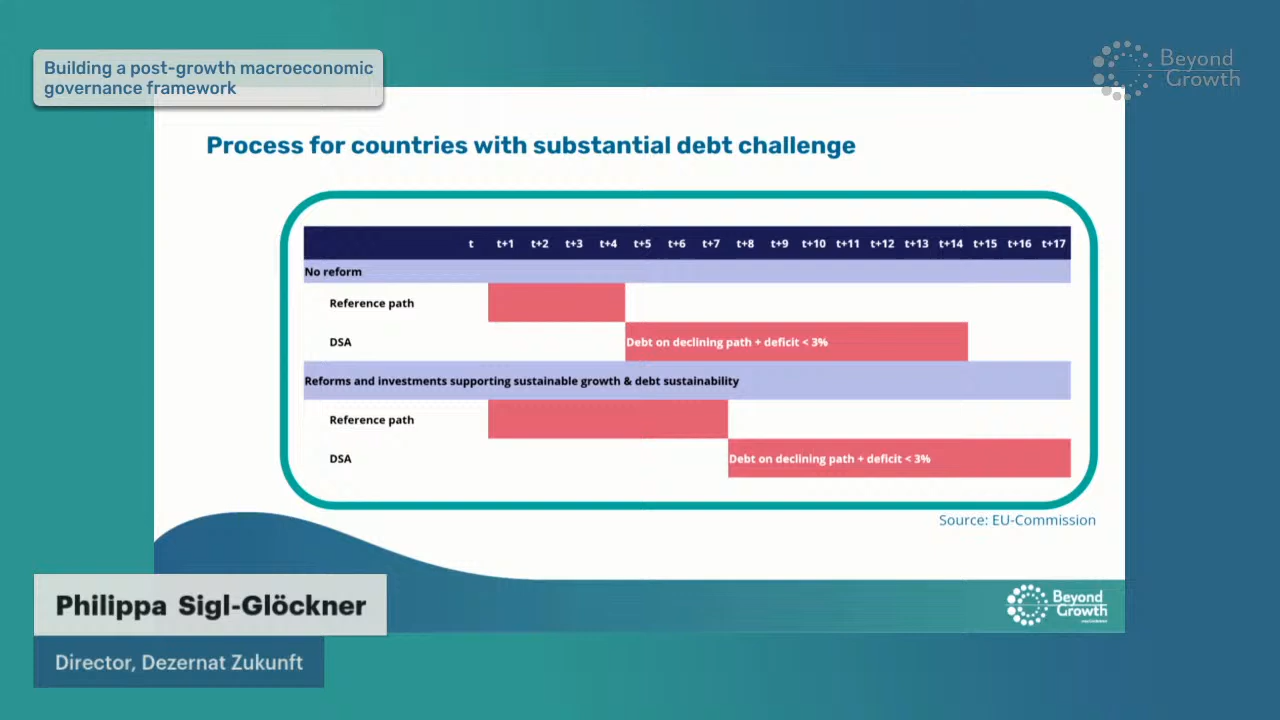 Building a post-growth macroeconomic
governance framework
Beyond
Growth
Process for countries with substantial debt challenge
t t+1 t+2 t+3 t+4 t+5 t+6 t+7 t+8 t+9 t+10 t+11 t+12 t+13 t+14 t+15 t+16 t+17
No reform
Reference path
DSA Debt on declining path + deficit < 3%
Reforms and investments supporting sustainable growth & debt sustainability
Reference path
DSA Debt on declining path + deficit < 3%
Source: EU-Commission
Philippa Sigl-Glöckner
Director, Dezernat Zukunft
Beyond
Growth